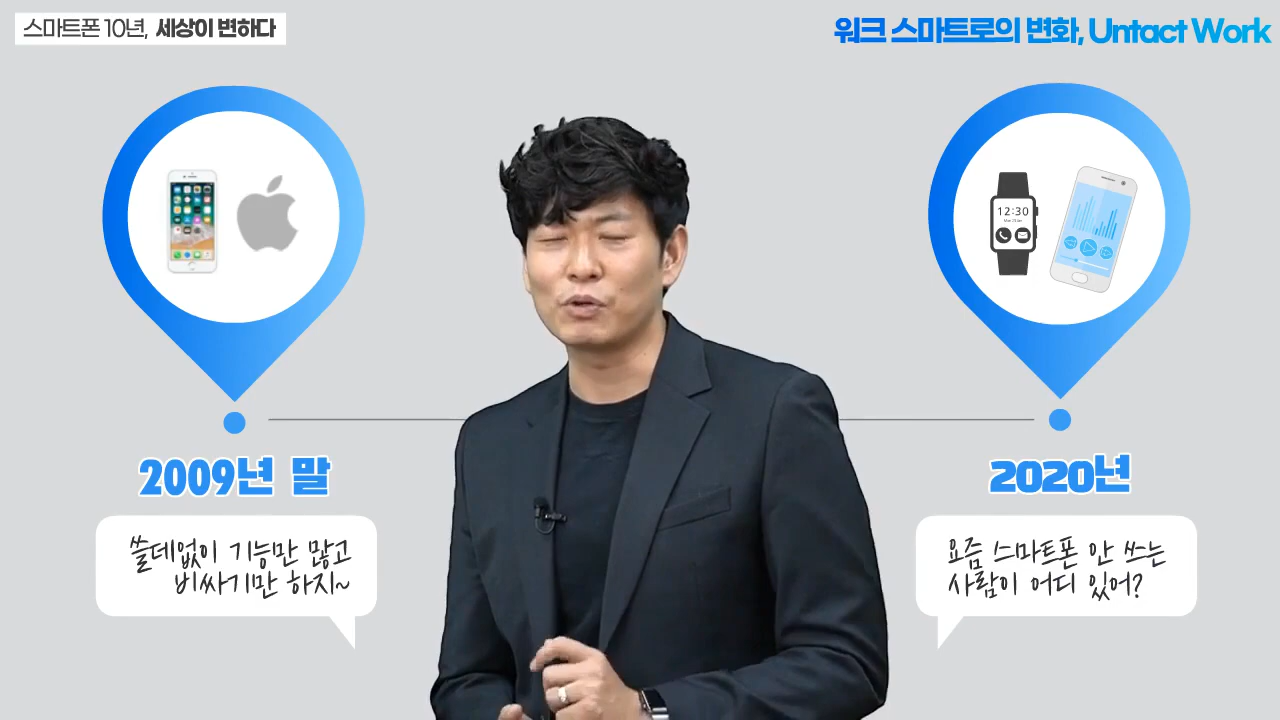 스마트폰 10년, 세상이 변하다
워크 스마트로의 변화, Untact Work
12:30
2009년 말
2020년
쓸데없이 기능만 많고
비싸기만 하지~
요즘 스마트폰 안 쓰는
사람이 어디 있어?